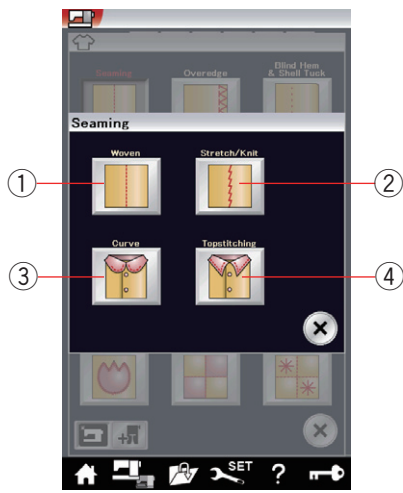 Seaming Overedge Blind Hem
& Shell Tuck
Seaming
Woven Stretch/Knit
① ②
Curve Topstitching
③ ④
SET ?